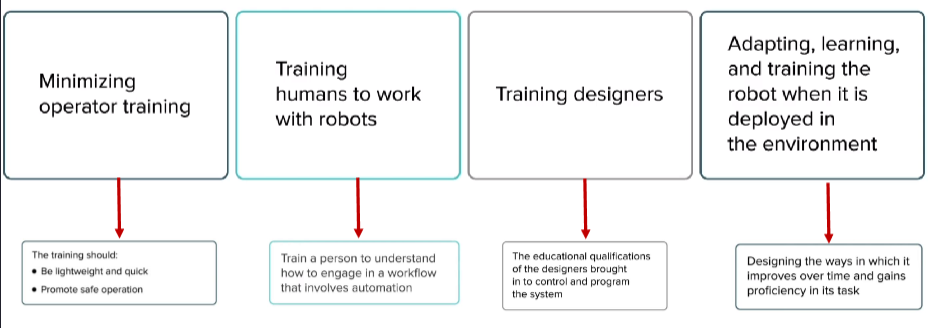 Minimizing
operator training
Training
humans to work
with robots
Training designers
Adapting, learning,
and training the
robot when it is
deployed in
the environment
The training should:
• Be lightweight and quick
• Promote safe operation
Train a person to understand
how to engage in a workflow
that involves automation
The educational qualifications
of the designers brought
in to control and program
the system
Designing the ways in which it
improves over time and gains
proficiency in its task